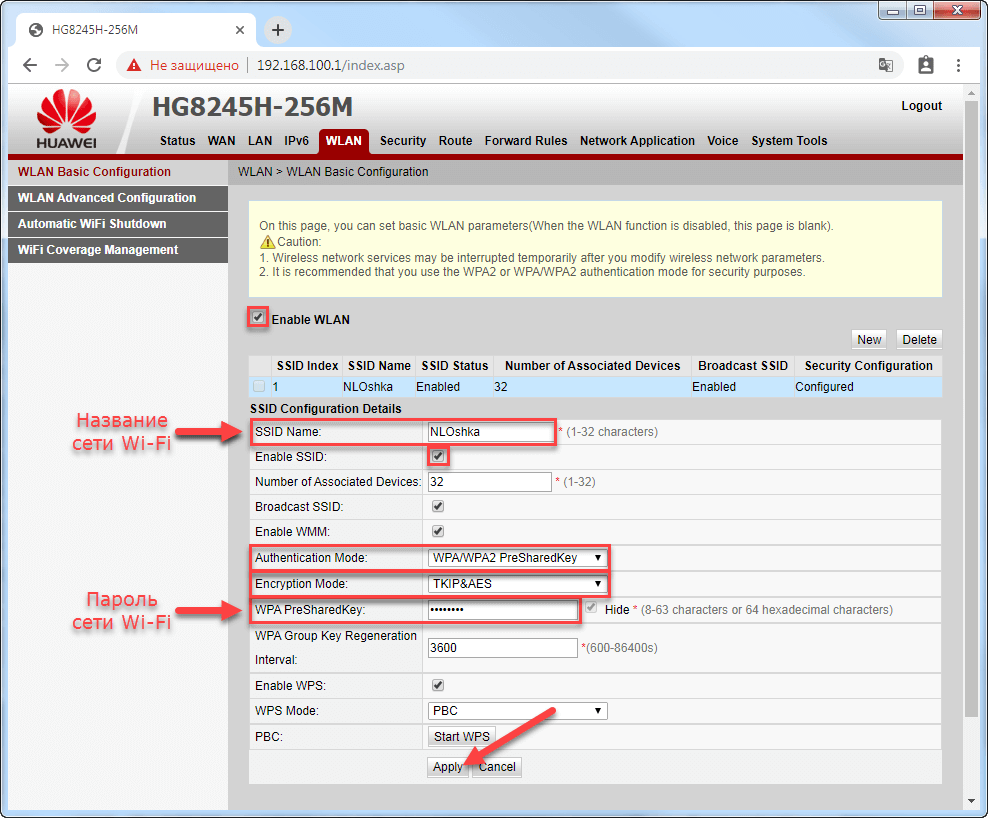 HG8245H-256M
Не защищено 192.168.100.1/index.asp
HUAWEI
HG8245H-256M
Logout
Status WAN LAN IPv6 WLAN Security Route Forward Rules Network Application Voice System Tools
WLAN Basic Configuration
WLAN Advanced Configuration
Automatic WiFi Shutdown
WiFi Coverage Management
WLAN > WLAN Basic Configuration
On this page, you can set basic WLAN parameters(When the WLAN function is disabled, this page is blank).
Caution:
1. Wireless network services may be interrupted temporarily after you modify wireless network parameters.
2. It is recommended that you use the WPA2 or WPA/WPA2 authentication mode for security purposes.
Enable WLAN
New Delete
SSID Index SSID Name SSID Status Number of Associated Devices Broadcast SSID Security Configuration
1 NLOshka Enabled 32 Enabled Configured
SSID Configuration Details
Название
сети Wi-Fi
SSID Name: NLOshka * (1-32 characters)
Enable SSID:
Number of Associated Devices: 32 * (1-32)
Broadcast SSID:
Enable WMM:
Authentication Mode: WPA/WPA2 PreSharedKey
Encryption Mode: TKIP&AES
Пароль
сети Wi-Fi
WPA PreSharedKey: •••••••• Hide * (8-63 characters or 64 hexadecimal characters)
WPA Group Key Regeneration
Interval: 3600 *(600-86400s)
Enable WPS:
WPS Mode: PBC
PBC: Start WPS
Apply Cancel